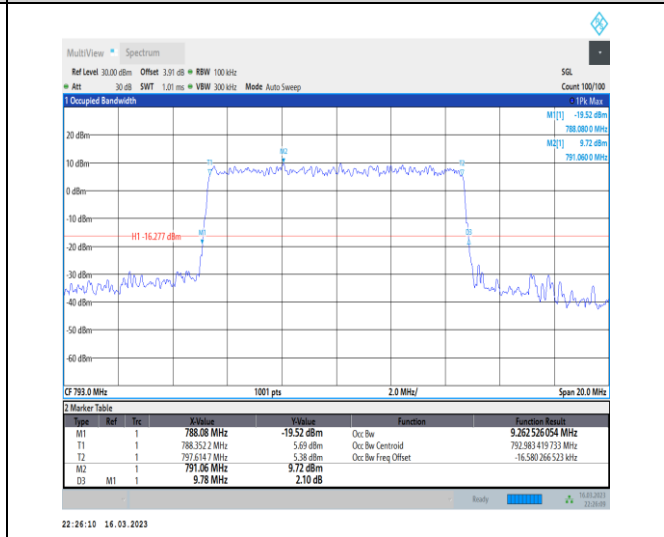 MultiView Spectrum
Ref Level 30.00 dBm Offset 3.91 dB RBW 100 kHz SGL
Att 30 dB SWT 1.01 ms VBW 300 kHz Mode Auto Sweep Count 100/100
1 Occupied Bandwidth 1Pk Max
M1[1] -19.52 dBm
788.080 0 MHz
M2[1] 9.72 dBm
791.060 0 MHz
20 dBm
M2
10 dBm
T1
0 dBm
-10 dBm
H1 -16.277 dBm
M1
D3
-20 dBm
-30 dBm
-40 dBm
-50 dBm
-60 dBm
CF 793.0 MHz 1001 pts 2.0 MHz/ Span 20.0 MHz
2 Marker Table
Type Ref Trc X-Value Y-Value Function Function Result
M1 1 788.08 MHz -19.52 dBm Occ Bw 9.262 526 054 MHz
T1 1 788.352 2 MHz 5.69 dBm Occ Bw Centroid 792.983 419 733 MHz
T2 1 797.614 7 MHz 5.38 dBm Occ Bw Freq Offset -16.580 266 523 kHz
M2 1 791.06 MHz 9.72 dBm
D3 M1 1 9.78 MHz 2.10 dB
Ready 16.03.2023
22:26:09
22:26:10 16.03.2023